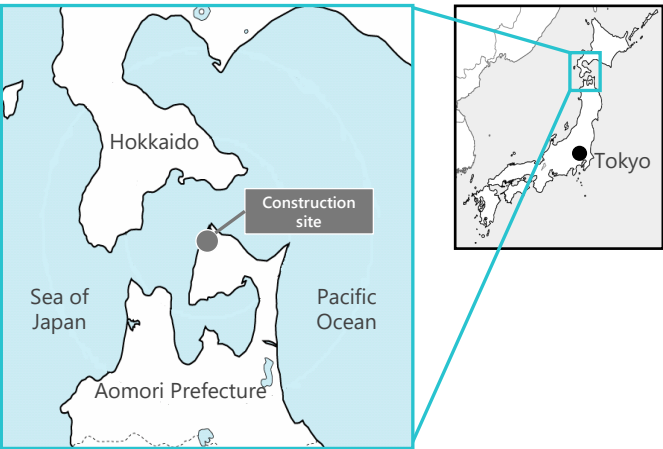 Hokkaido
Construction
site
Sea of
Japan
Pacific
Ocean
Aomori Prefecture
Tokyo